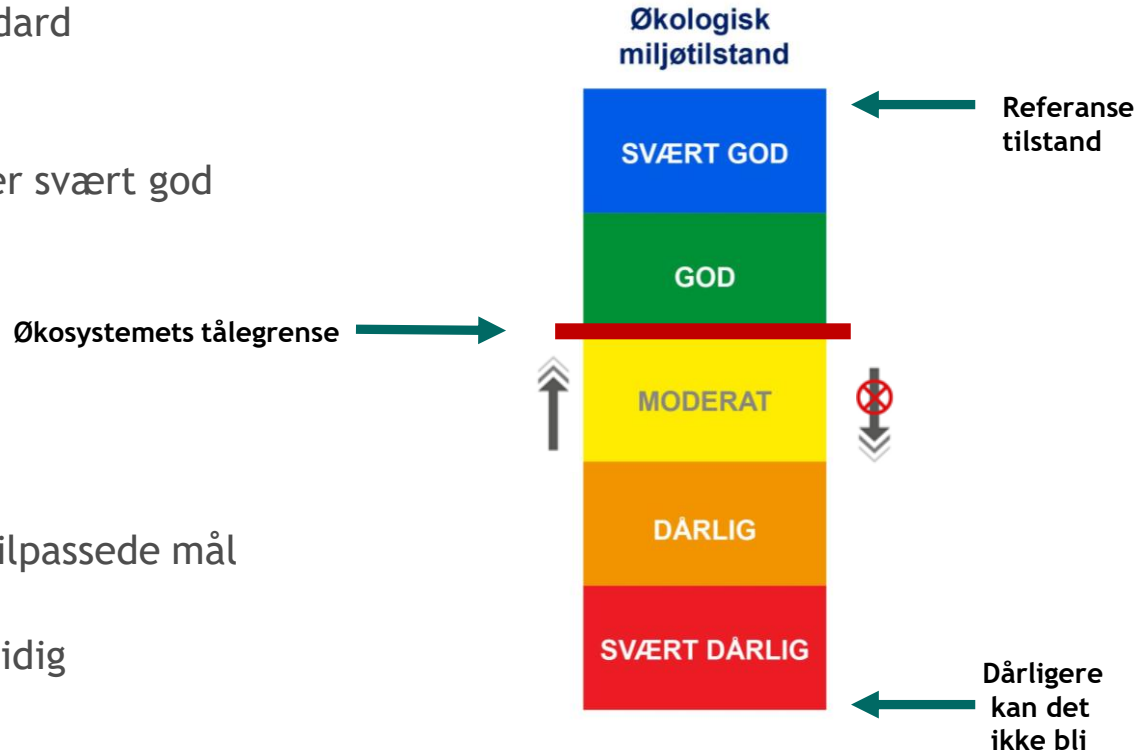 dard
er svært god
ilpassede mål
idig
Økologisk
miljøtilstand
SVÆRT GOD
GOD
MODERAT
DÅRLIG
SVÆRT DÅRLIG
Referanse
tilstand
Økosystemets tålegrense
Dårligere
kan det
ikke bli